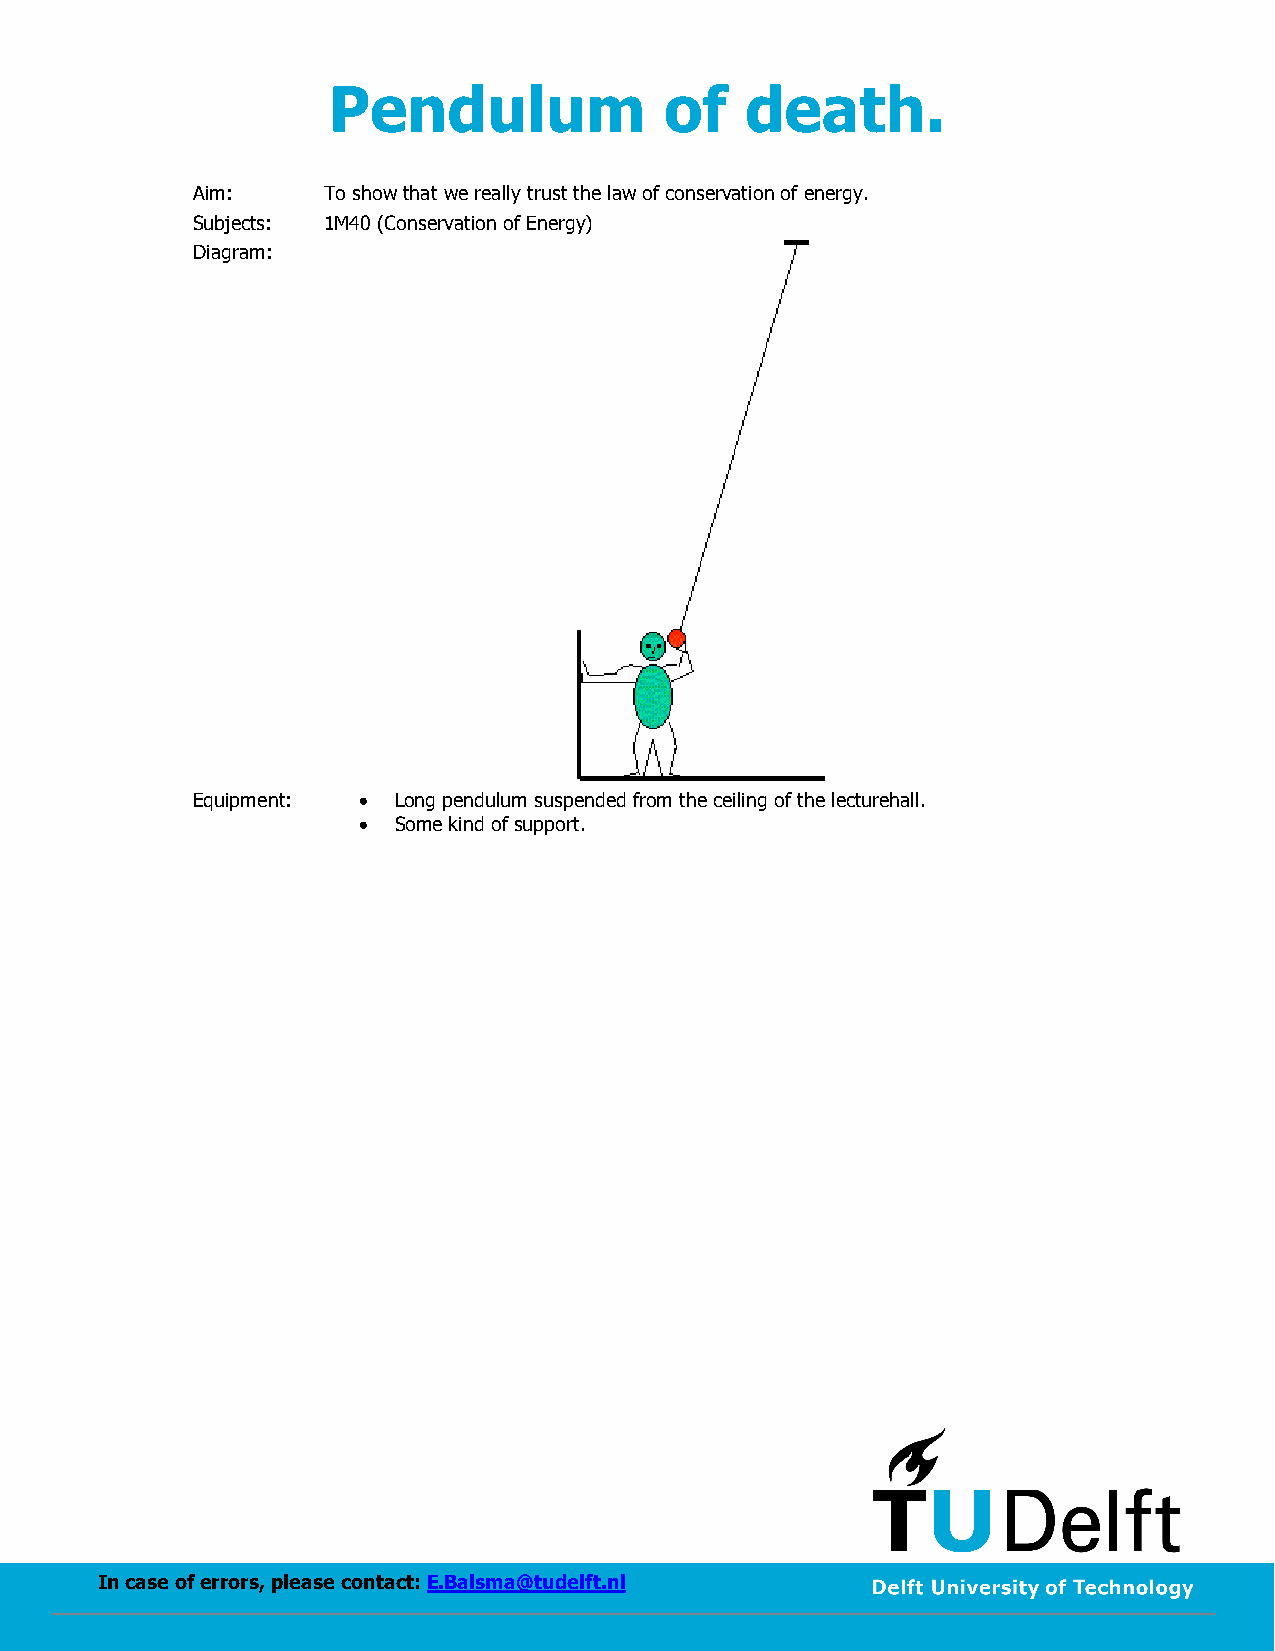 Pendulum of death.
Aim: To show that we really trust the law of conservation of energy.
Subjects: 1M40 (Conservation of Energy)
Diagram:
Equipment: • Long pendulum suspended from the ceiling of the lecturehall.
• Some kind of support.
TUDelft
In case of errors, please contact: E.Balsma@tudelft.nl
Delft University of Technology